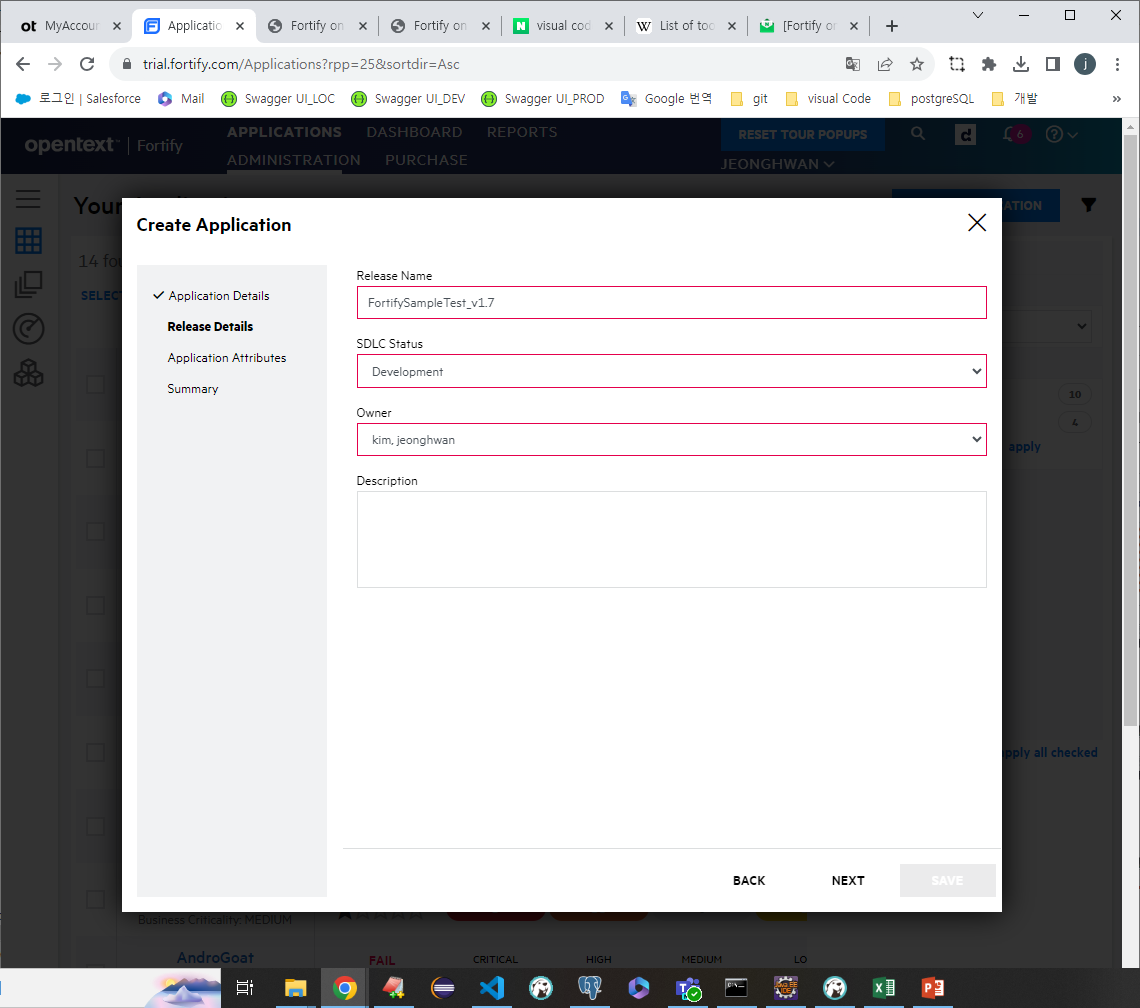 ot MyAccoun
Applicatio
Fortify on
Fortify on
N visual cod
W List of too
[Fortify on
trial.fortify.com/Applications?rpp=25&sortdir=Asc
j
로그인 | Salesforce
Mail
Swagger UI_LOC
Swagger UI_DEV
Swagger UI_PROD
Google 번역
git
visual Code
postgreSQL
개발
»
opentext™ | Fortify
APPLICATIONS DASHBOARD REPORTS
ADMINISTRATION PURCHASE
RESET TOUR POPUPS
JEONGHWAN
d
6
Your
ATION
14 fou
SELECT
10
4
apply
apply all checked
Create Application
Application Details
Release Details
Application Attributes
Summary
Release Name
FortifySampleTest_v1.7
SDLC Status
Development
Owner
kim, jeonghwan
Description
BACK NEXT SAVE
Business Criticality: MEDIUM
AndroGoat
FAIL CRITICAL HIGH MEDIUM LO